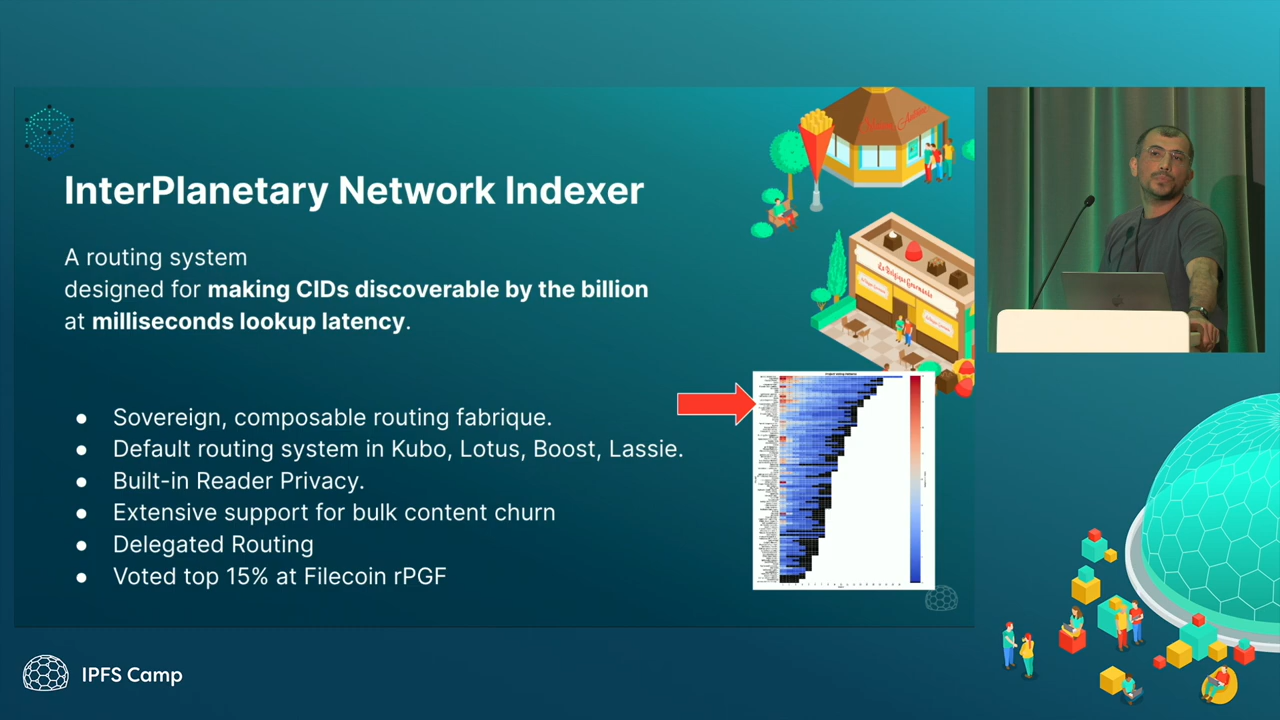 InterPlanetary Network Indexer
A routing system
designed for making CIDs discoverable by the billion
at milliseconds lookup latency.
● Sovereign, composable routing fabrique.
● Default routing system in Kubo, Lotus, Boost, Lassie.
● Built-in Reader Privacy.
● Extensive support for bulk content churn
● Delegated Routing
● Voted top 15% at Filecoin rPGF
IPFS Camp